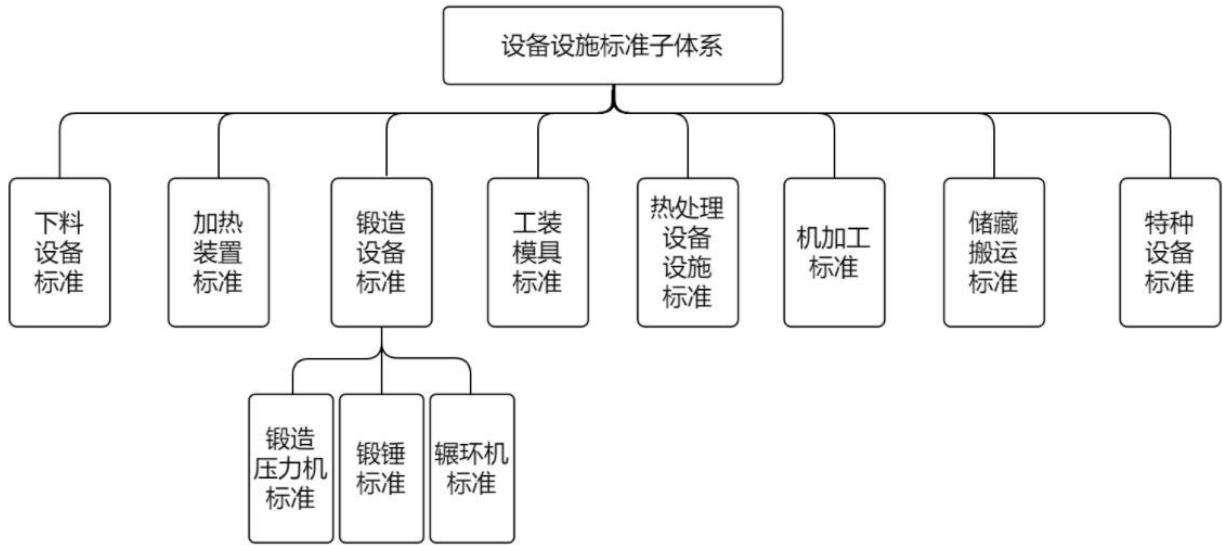 设备设施标准子体系
下料
设备
标准
加热
装置
标准
锻造
设备
标准
工装
模具
标准
热处理
设备
设施
标准
机加工
标准
储藏
搬运
标准
特种
设备
标准
锻造
压力机
标准
锻锤
标准
辗环机
标准